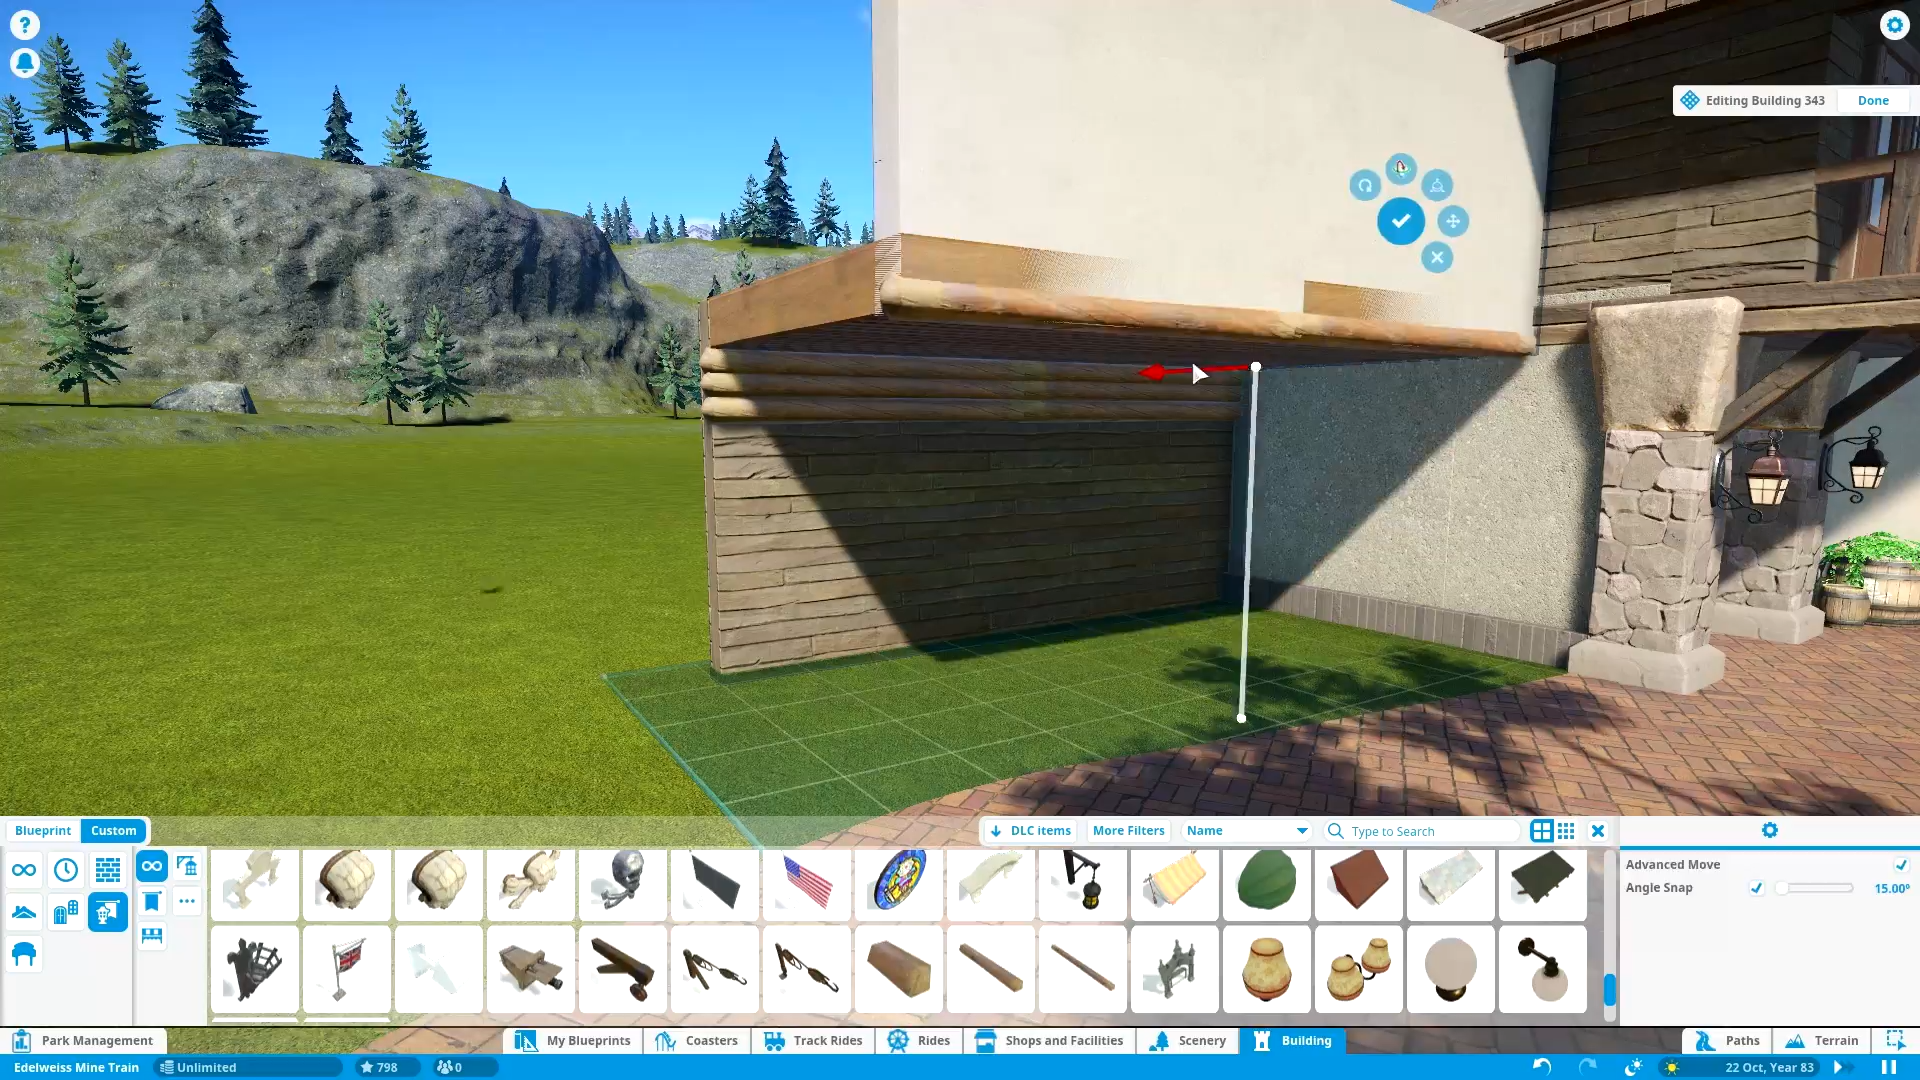 ?
Editing Building 343
Done
Blueprint
Custom
DLC items
More Filters
Name
Type to Search
Advanced Move
Angle Snap
15.00°
Park Management
My Blueprints
Coasters
Track Rides
Rides
Shops and Facilities
Scenery
Building
Paths
Terrain
Edelweiss Mine Train
Unlimited
798
0
22 Oct, Year 83